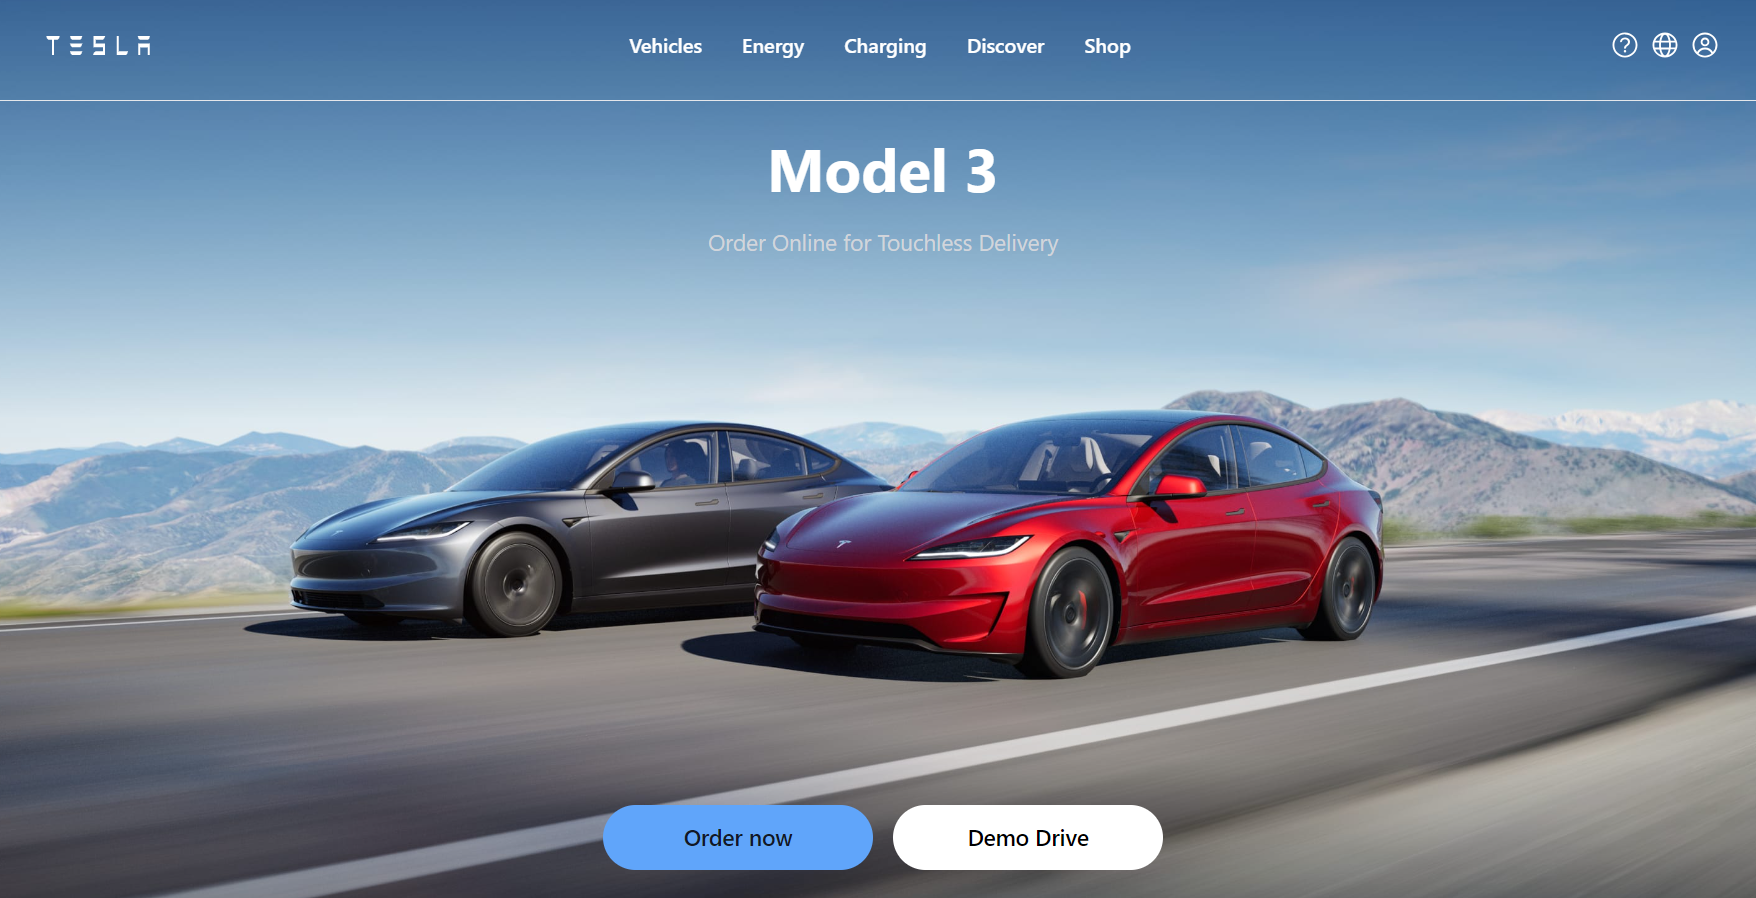 TESLA
Vehicles Energy Charging Discover Shop
Model 3
Order Online for Touchless Delivery
Order now
Demo Drive